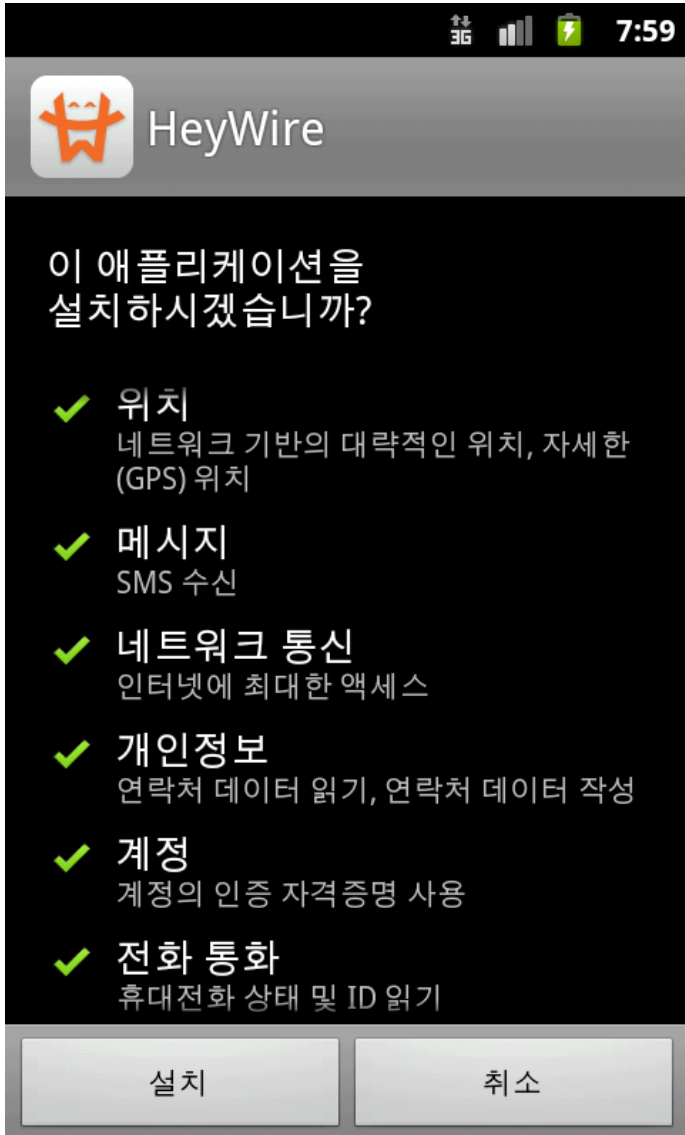 3G 7:59
HeyWire
이 애플리케이션을
설치하시겠습니까?
위치
네트워크 기반의 대략적인 위치, 자세한
(GPS) 위치
메시지
SMS 수신
네트워크 통신
인터넷에 최대한 액세스
개인정보
연락처 데이터 읽기, 연락처 데이터 작성
계정
계정의 인증 자격증명 사용
전화 통화
휴대전화 상태 및 ID 읽기
설치 취소